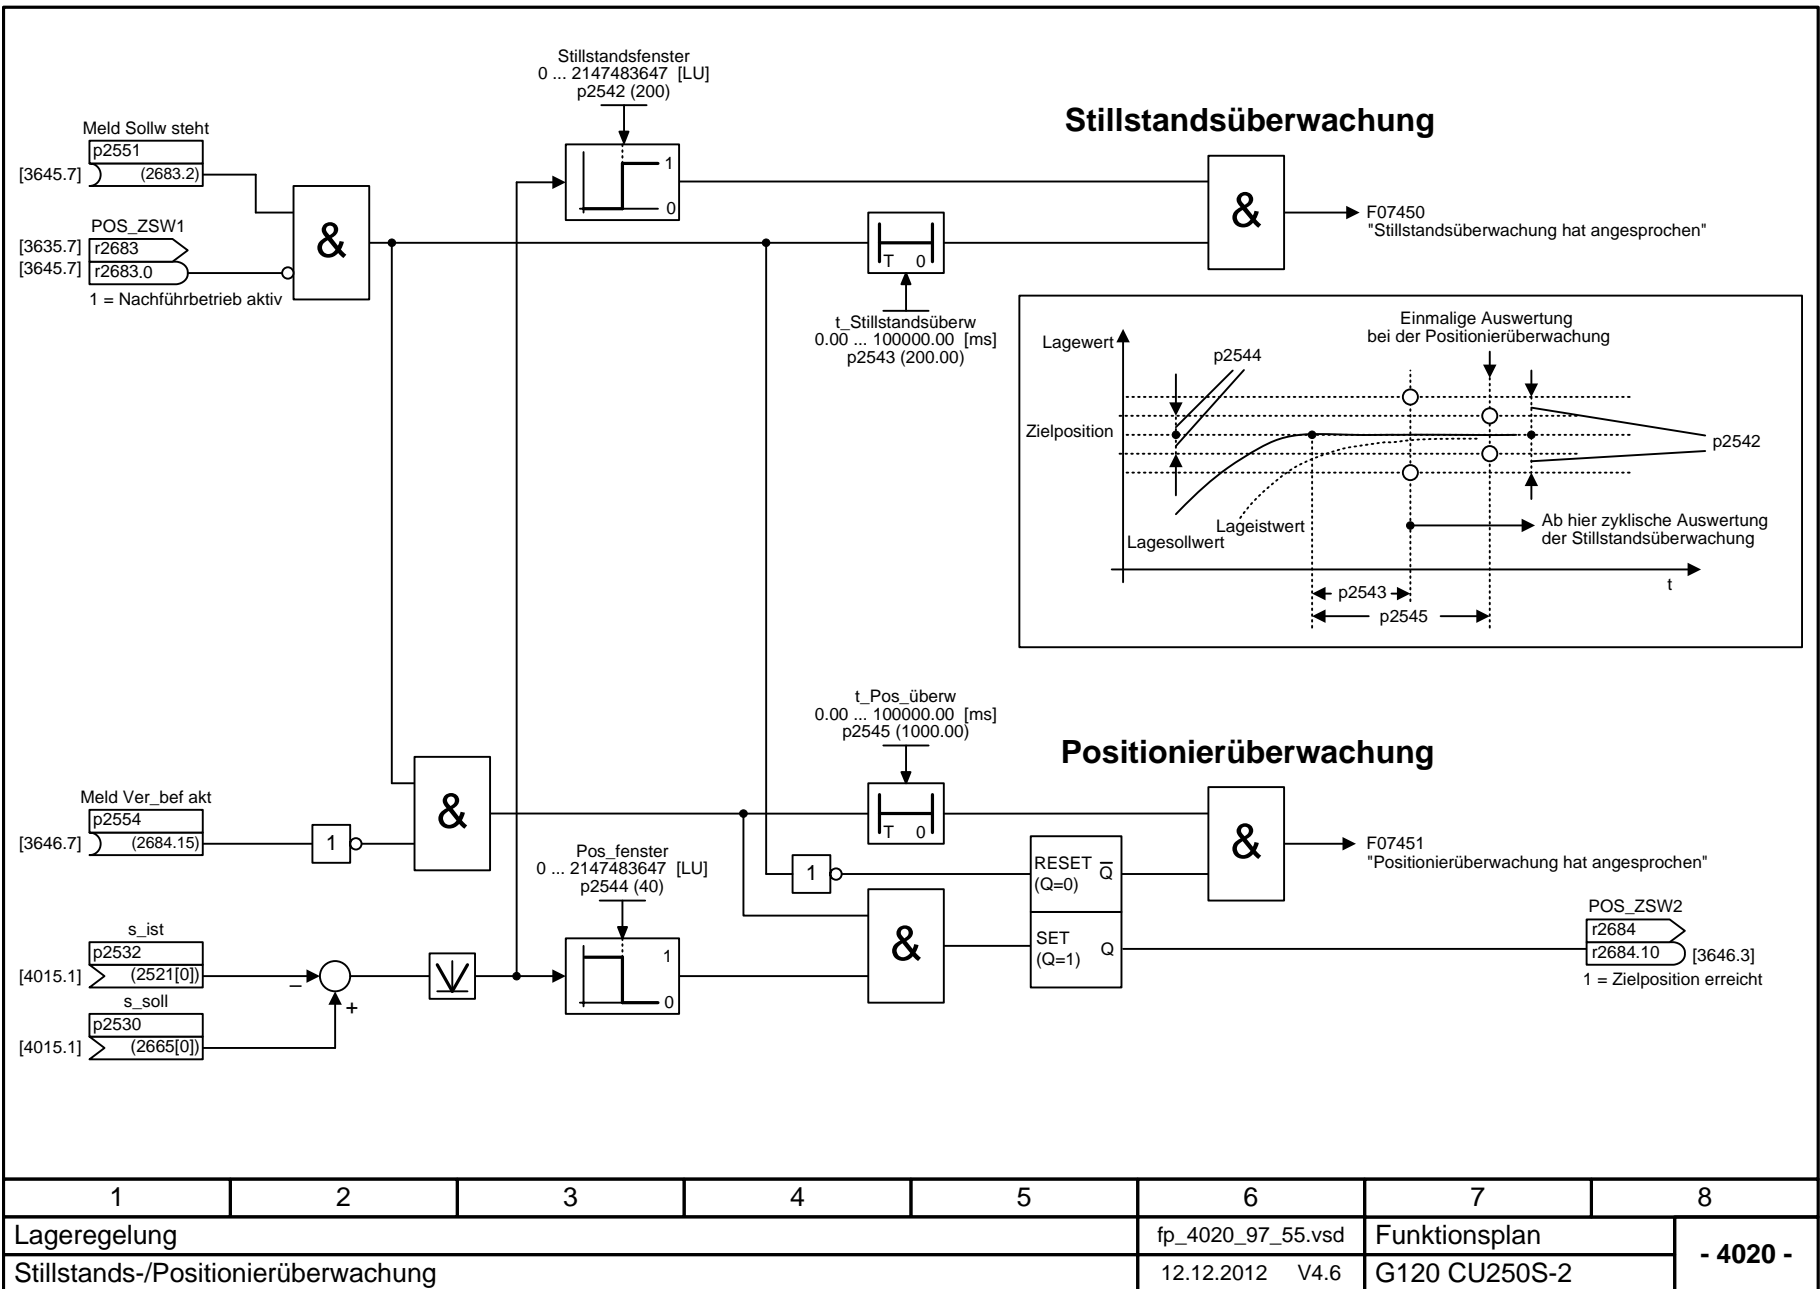 Stillstandsfenster
0 ... 2147483647 [LU]
p2542 (200)
Stillstandsüberwachung
Meld Sollw steht
p2551
[3645.7] (2683.2)
POS_ZSW1
[3635.7] r2683
[3645.7] r2683.0
1 = Nachführbetrieb aktiv
&
1
0
T 0
t_Stillstandsüberw
0.00 ... 100000.00 [ms]
p2543 (200.00)
&
F07450
"Stillstandsüberwachung hat angesprochen"
Einmalige Auswertung
bei der Positionierüberwachung
Lagewert
p2544
Zielposition
p2542
Lageistwert
Lagesollwert
Ab hier zyklische Auswertung
der Stillstandsüberwachung
t
p2543
p2545
t_Pos_überw
0.00 ... 100000.00 [ms]
p2545 (1000.00)
Positionierüberwachung
Meld Ver_bef akt
p2554
[3646.7] (2684.15)
1
&
T 0
Pos_fenster
0 ... 2147483647 [LU]
p2544 (40)
1
RESET Q
(Q=0)
&
F07451
"Positionierüberwachung hat angesprochen"
s_ist
p2532
[4015.1] (2521[0])
s_soll
p2530
[4015.1] (2665[0])
–
+
1
0
&
SET
(Q=1)
Q
POS_ZSW2
r2684
r2684.10 [3646.3]
1 = Zielposition erreicht
1 2 3 4 5 6 7 8
Lageregelung fp_4020_97_55.vsd Funktionsplan
- 4020 -
Stillstands-/Positionierüberwachung 12.12.2012 V4.6 G120 CU250S-2